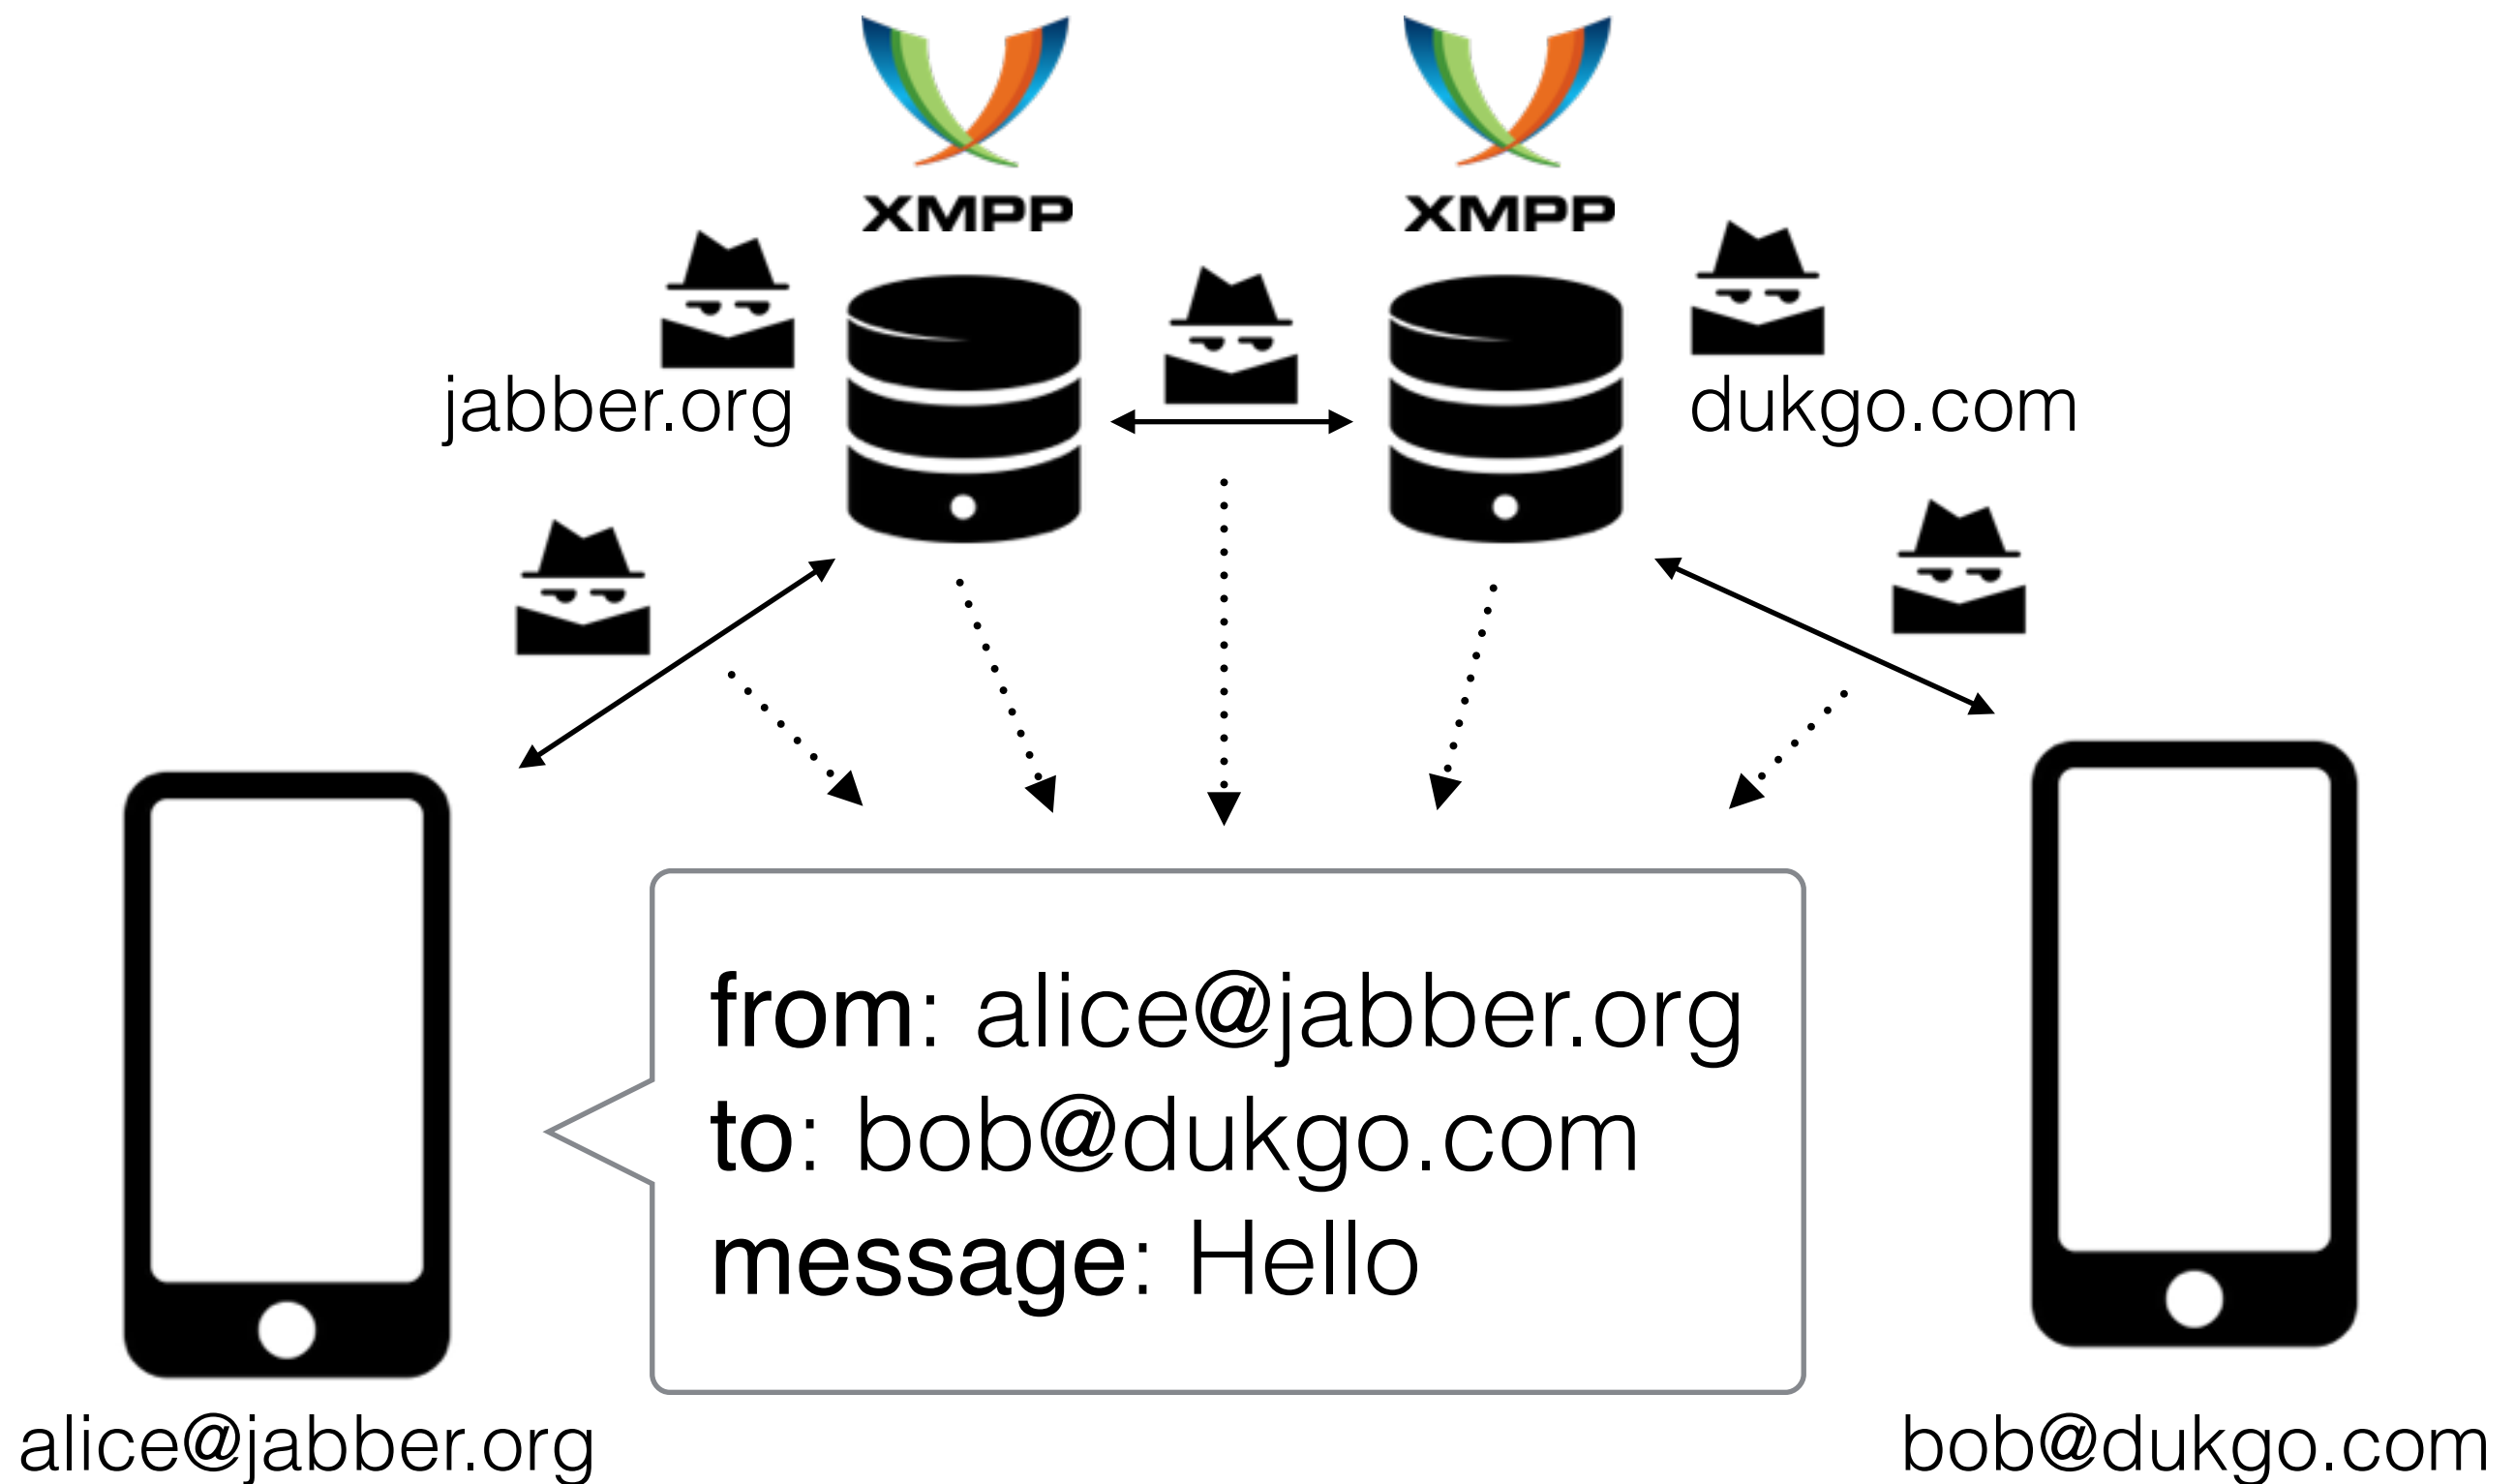 XMPP
XMPP
jabber.org
dukgo.com
from: alice@jabber.org
to: bob@dukgo.com
message: Hello
alice@jabber.org
bob@dukgo.com